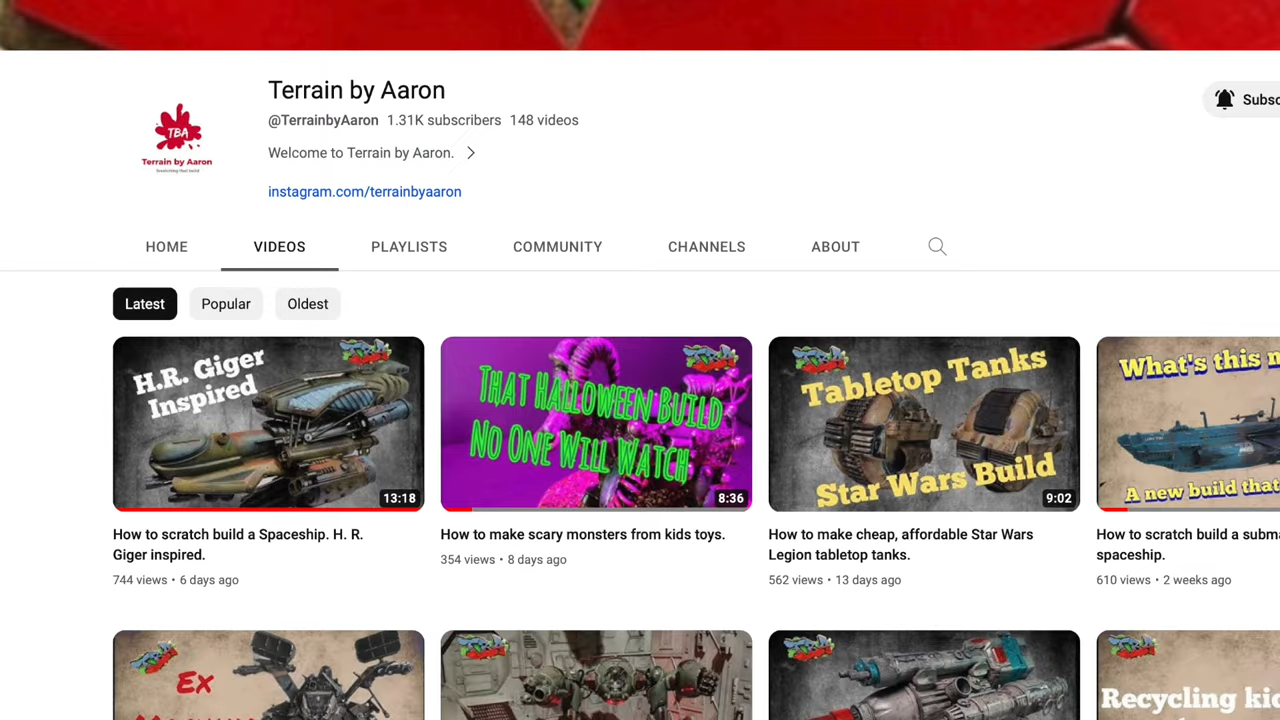 Terrain by Aaron
@TerrainbyAaron 1.31K subscribers 148 videos
TBA
Terrain by Aaron
Welcome to Terrain by Aaron.
instagram.com/terrainbyaaron
Subsc
HOME VIDEOS PLAYLISTS COMMUNITY CHANNELS ABOUT
Latest Popular Oldest
H.R. Giger
Inspired
13:18
THAT HALLOWEEN BUILD
NO ONE WILL WATCH
8:36
Tabletop Tanks
Star Wars Build
9:02
What's this n
A new build that
How to scratch build a Spaceship. H. R.
Giger inspired.
744 views • 6 days ago
How to make scary monsters from kids toys.
354 views • 8 days ago
How to make cheap, affordable Star Wars
Legion tabletop tanks.
562 views • 13 days ago
How to scratch build a subma
spaceship.
610 views • 2 weeks ago
Ex
Recycling kid